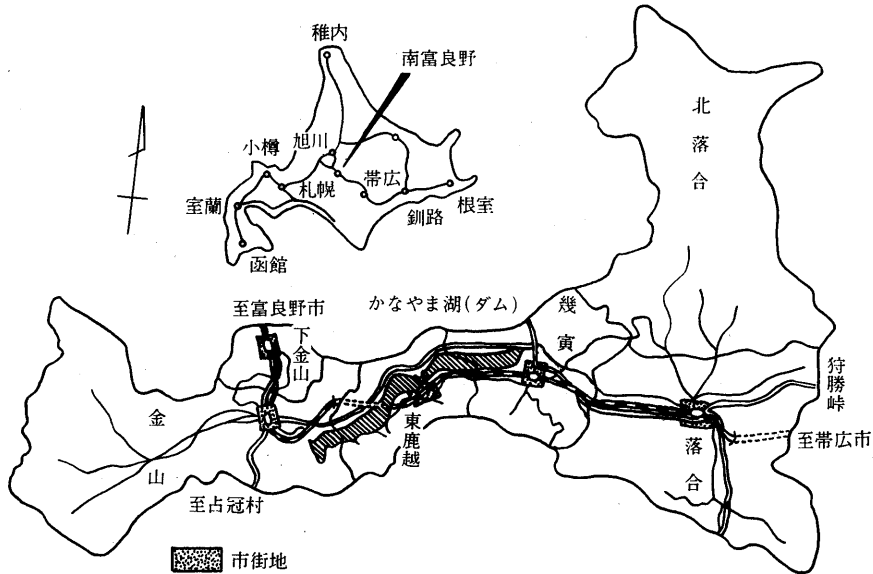 稚内
南富良野
小樽
旭川
札幌
帯広
室蘭
釧路
根室
函館
北落合
かなやま湖(ダム)
幾寅
至富良野市
下金山
狩勝峠
金山
東鹿越
落合
至帯広市
至占冠村
市街地